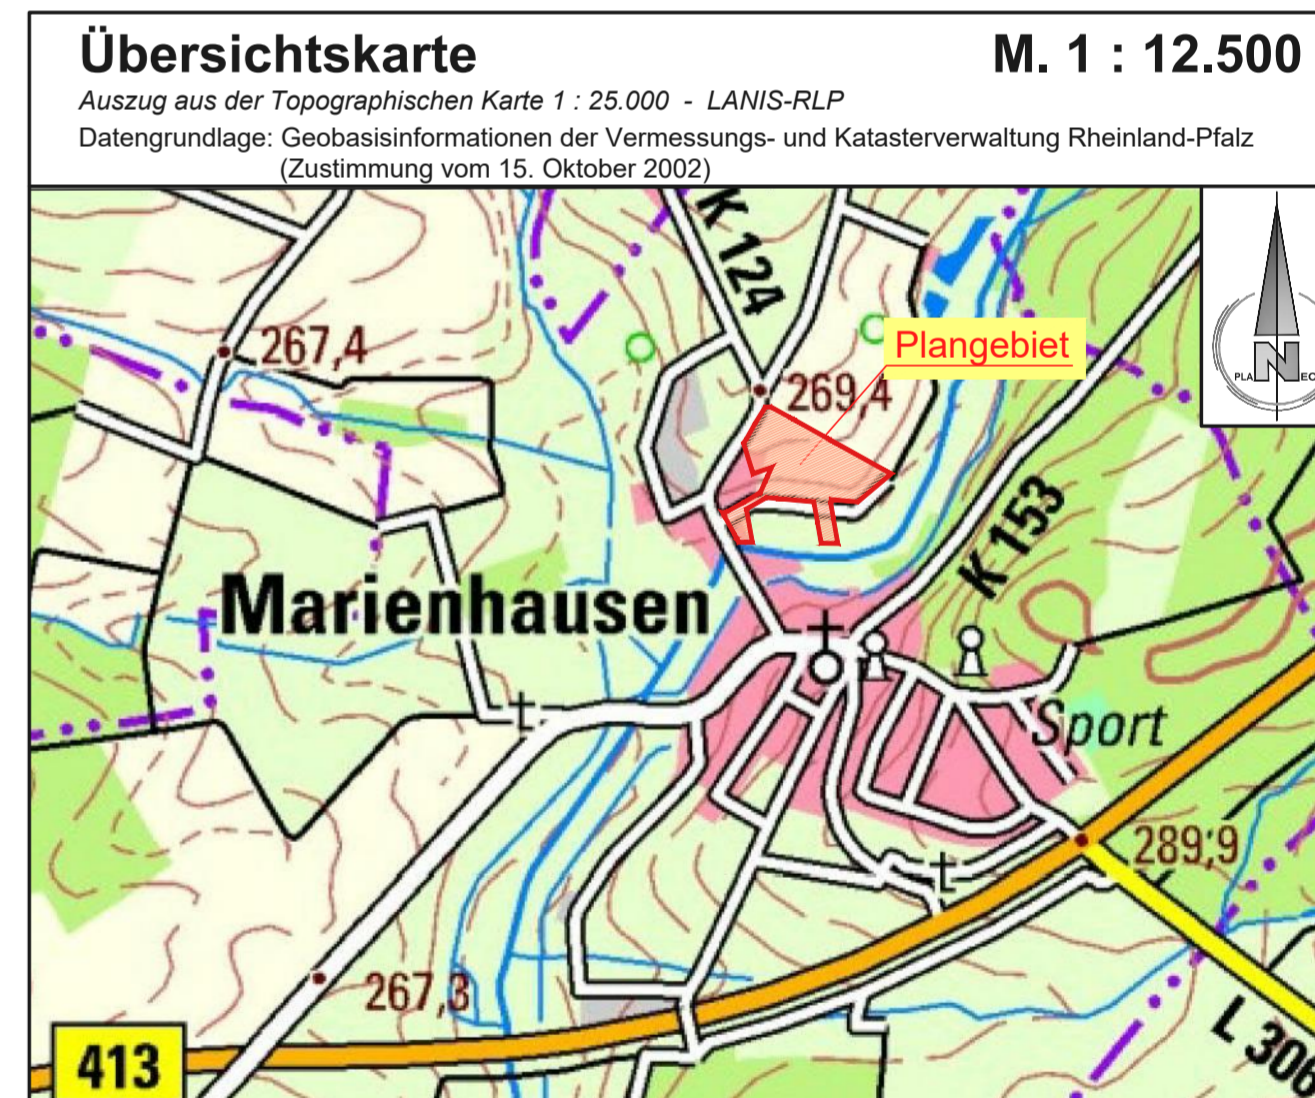 Übersichtskarte M. 1 : 12.500
Auszug aus der Topographischen Karte 1 : 25.000 - LANIS-RLP
Datengrundlage: Geobasisinformationen der Vermessungs- und Katasterverwaltung Rheinland-Pfalz
(Zustimmung vom 15. Oktober 2002)
K 124
267,4
Plangebiet
269,4
N
K 153
Marienhausen
Sport
289,9
267,3
L 306
413